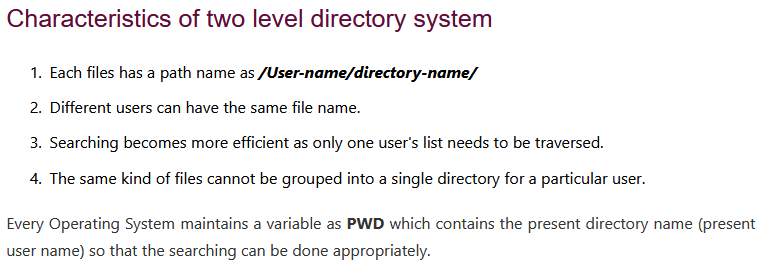 Characteristics of two level directory system
1. Each files has a path name as /User-name/directory-name/
2. Different users can have the same file name.
3. Searching becomes more efficient as only one user's list needs to be traversed.
4. The same kind of files cannot be grouped into a single directory for a particular user.
Every Operating System maintains a variable as PWD which contains the present directory name (present
user name) so that the searching can be done appropriately.